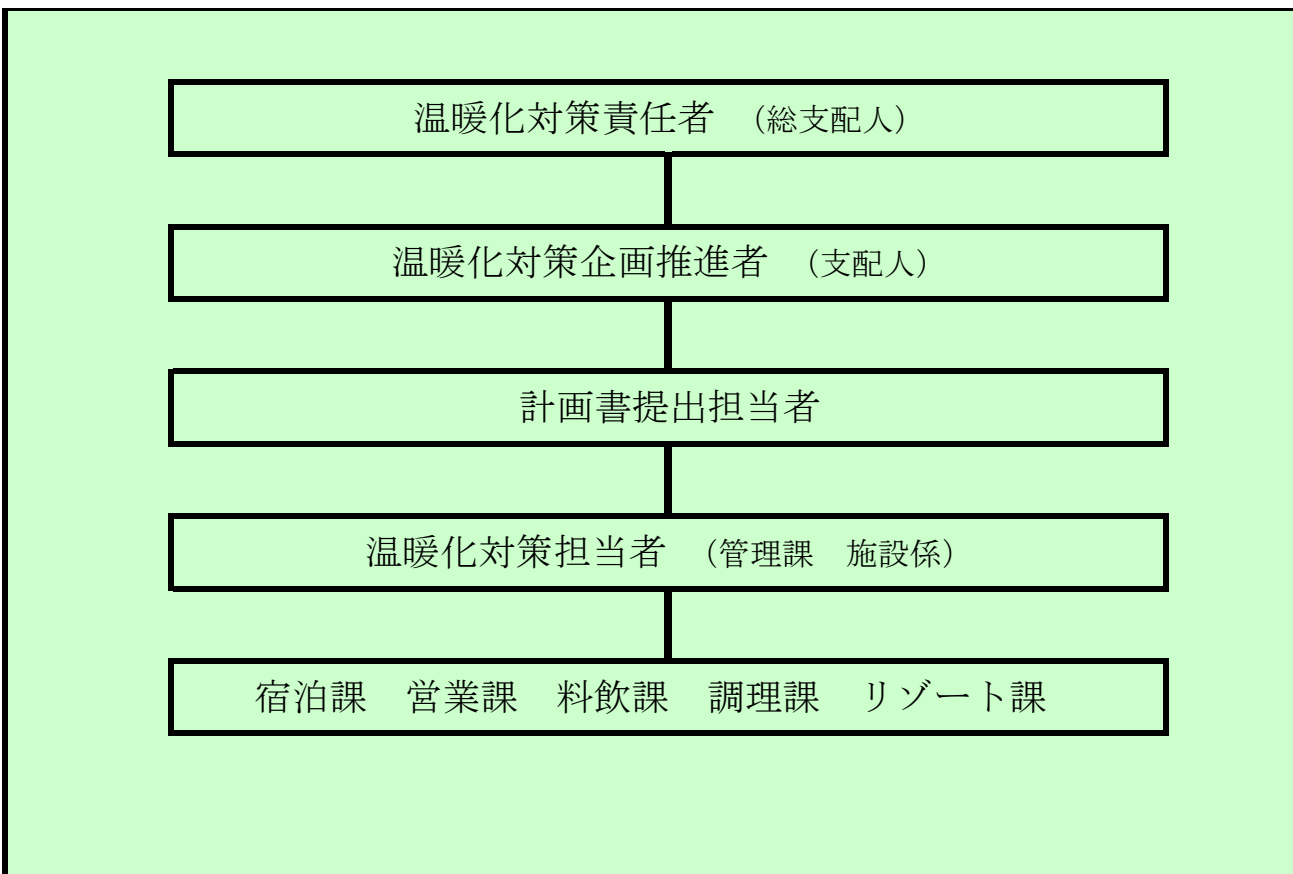 温暖化対策責任者　（総支配人）
温暖化対策企画推進者　（支配人）
計画書提出担当者
温暖化対策担当者　（管理課　施設係）
宿泊課　営業課　料飲課　調理課　リゾート課